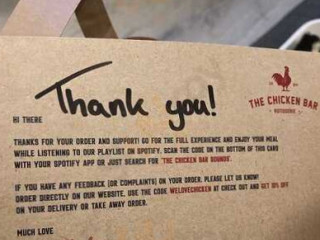 Thank you!
THE CHICKEN BAR
ROTISSERIE
HI THERE
THANKS FOR YOUR ORDER AND SUPPORT! GO FOR THE FULL EXPERIENCE AND ENJOY YOUR MEAL
WHILE LISTENING TO OUR PLAYLIST ON SPOTIFY. SCAN THE CODE ON THE BOTTOM OF THIS CARD
WITH YOUR SPOTIFY APP OR JUST SEARCH FOR 'THE CHICKEN BAR SOUNDS'.
IF YOU HAVE ANY FEEDBACK (OR COMPLAINTS) ON YOUR ORDER, PLEASE LET US KNOW!
ORDER DIRECTLY ON OUR WEBSITE. USE THE CODE WELOVECHICKEN AT CHECK OUT AND GET 10% OFF
ON YOUR DELIVERY OR TAKE AWAY ORDER.
MUCH LOVE